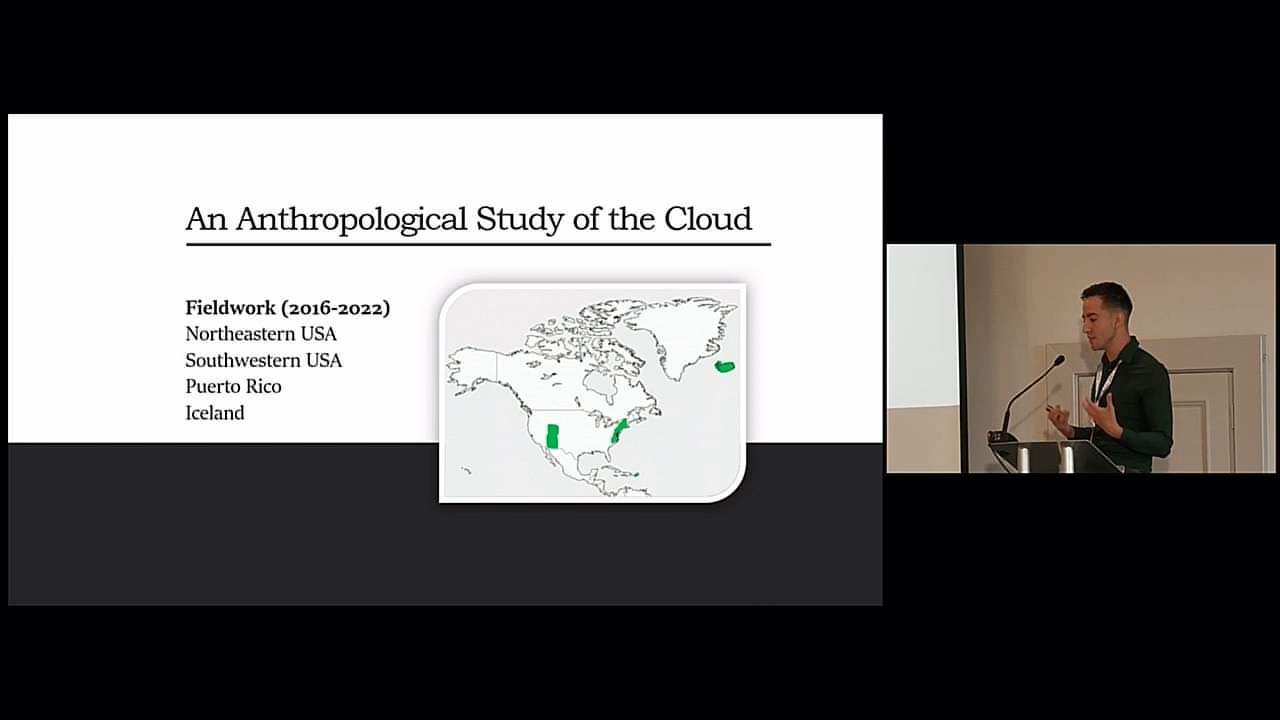 An Anthropological Study of the Cloud
Fieldwork (2016-2022)
Northeastern USA
Southwestern USA
Puerto Rico
Iceland